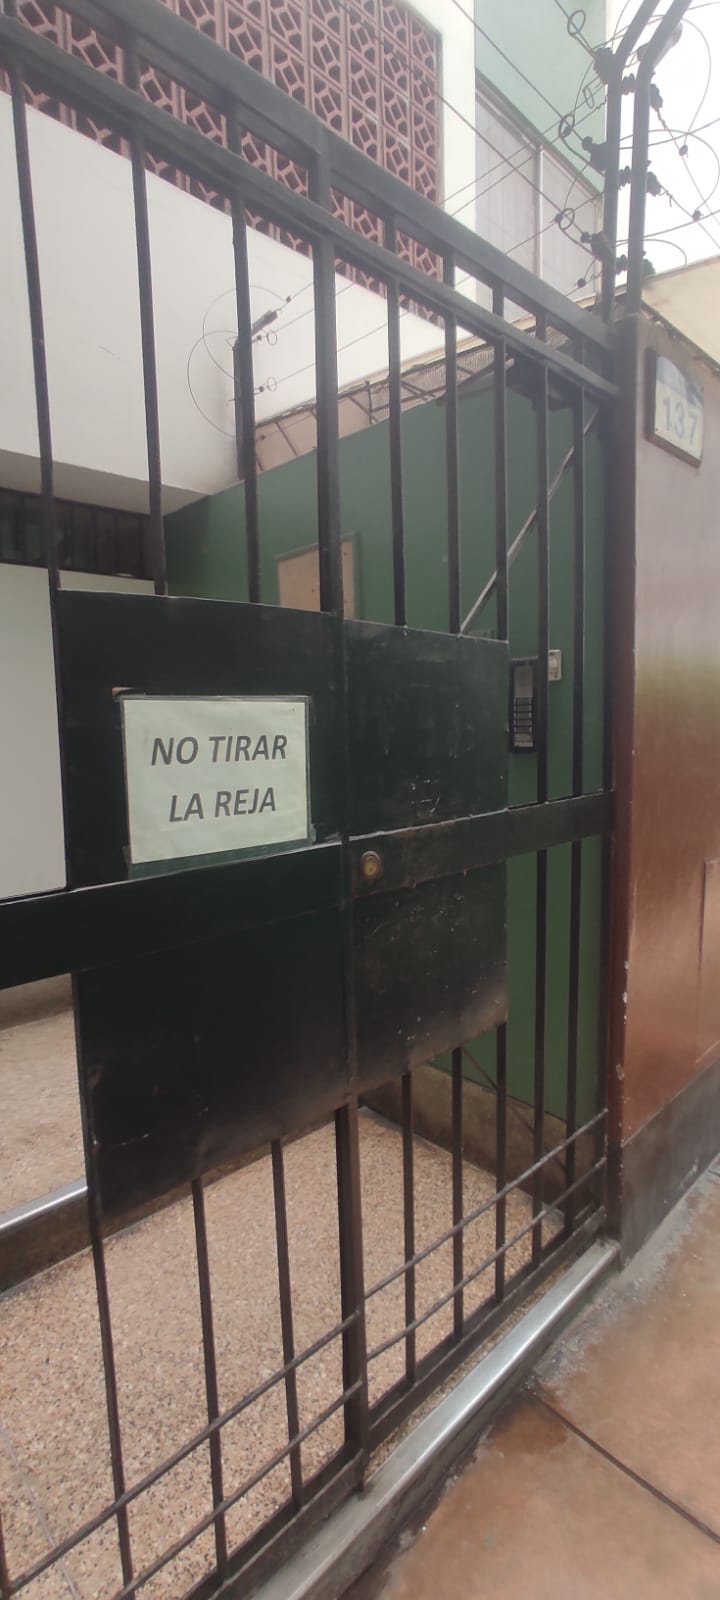 137
NO TIRAR
LA REJA